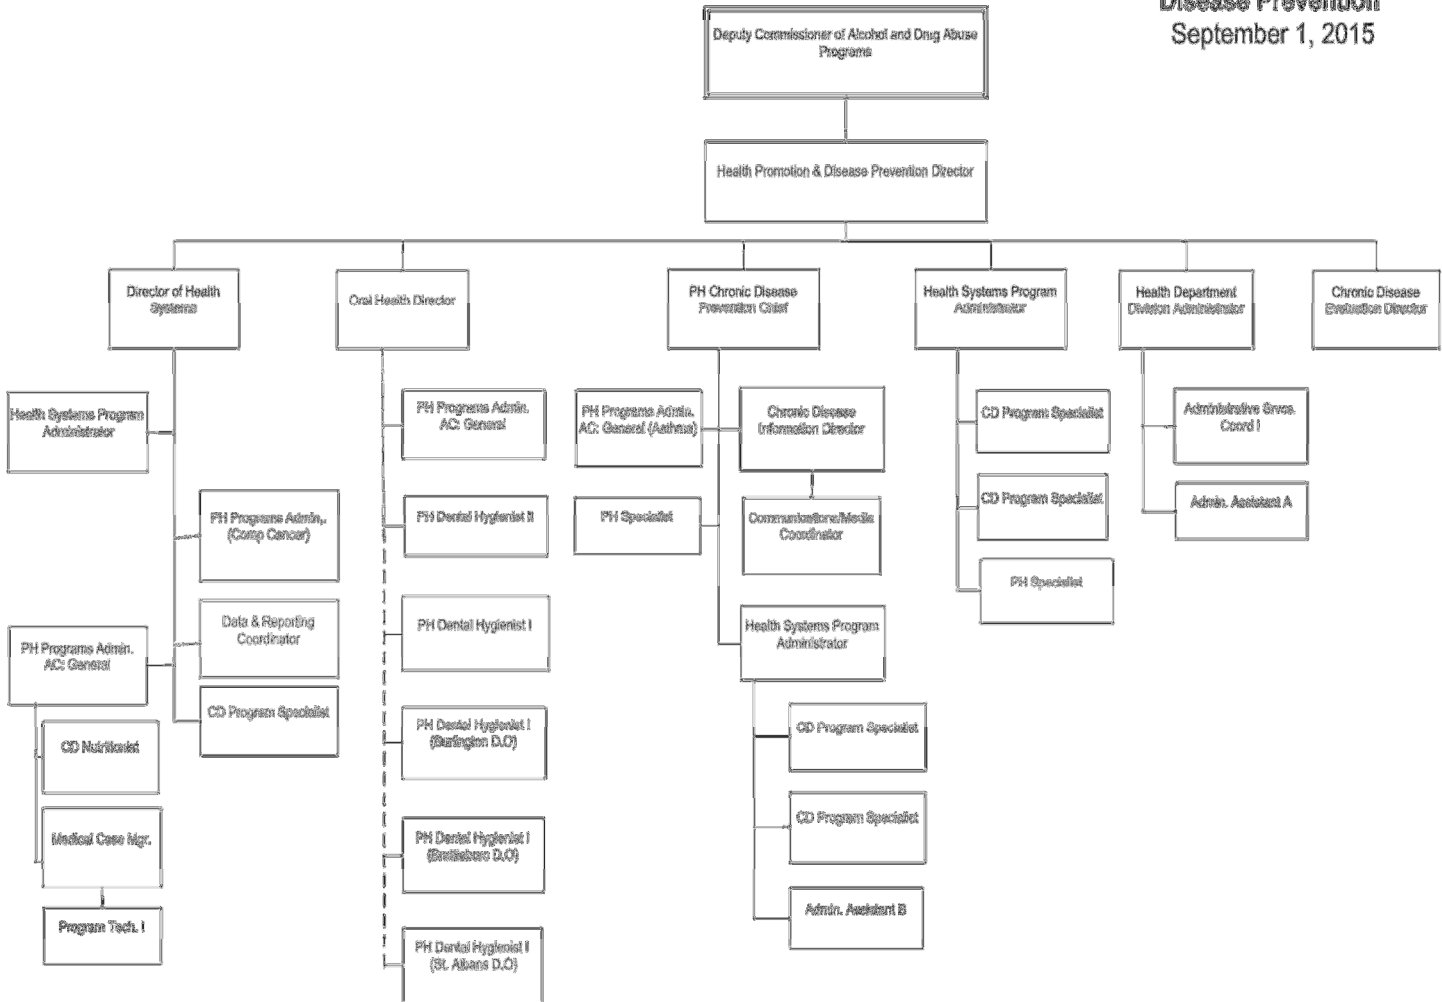 Disease Prevention
September 1, 2015
Deputy Commissioner of Alcohol and Drug Abuse
Programs
Health Promotion & Disease Prevention Director
Director of Health
Systems
Oral Health Director
PH Chronic Disease
Prevention Chief
Health Systems Program
Administrator
Health Department
Division Administrator
Chronic Disease
Evaluation Director
Health Systems Program
Administrator
PH Programs Admin,.
(Comp Cancer)
Data & Reporting
Coordinator
PH Programs Admin.
AC: General
CD Program Specialist
CD Nutritionist
Medical Case Mgr.
Program Tech. I
PH Programs Admin.
AC: General
PH Dental Hygienist II
PH Dental Hygienist I
PH Dental Hygienist I
(Burlington D.O)
PH Dental Hygienist I
(Brattleboro D.O)
PH Dental Hygienist I
(St. Albans D.O)
PH Programs Admin.
AC: General (Asthma)
Chronic Disease
Information Director
PH Specialist
Communications/Media
Coordinator
Health Systems Program
Administrator
CD Program Specialist
CD Program Specialist
Admin. Assistant B
CD Program Specialist
CD Program Specialist
PH Specialist
Administrative Srvcs.
Coord I
Admin. Assistant A